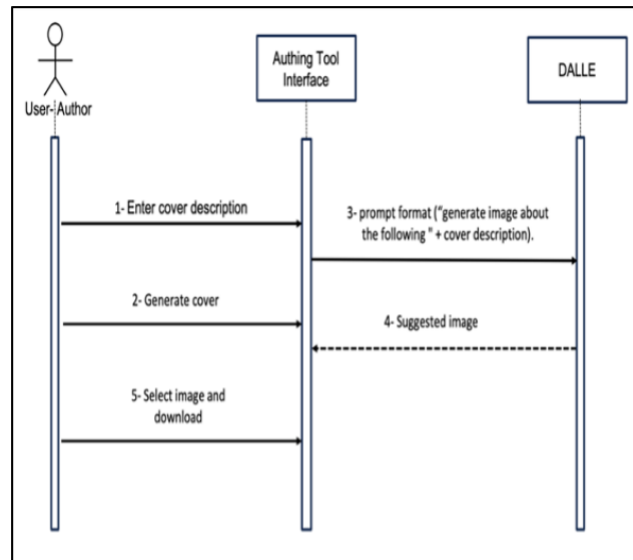 Authing Tool
Interface
DALLE
User- Author
1- Enter cover description
3- prompt format ("generate image about
the following " + cover description).
2- Generate cover
4- Suggested image
5- Select image and
download